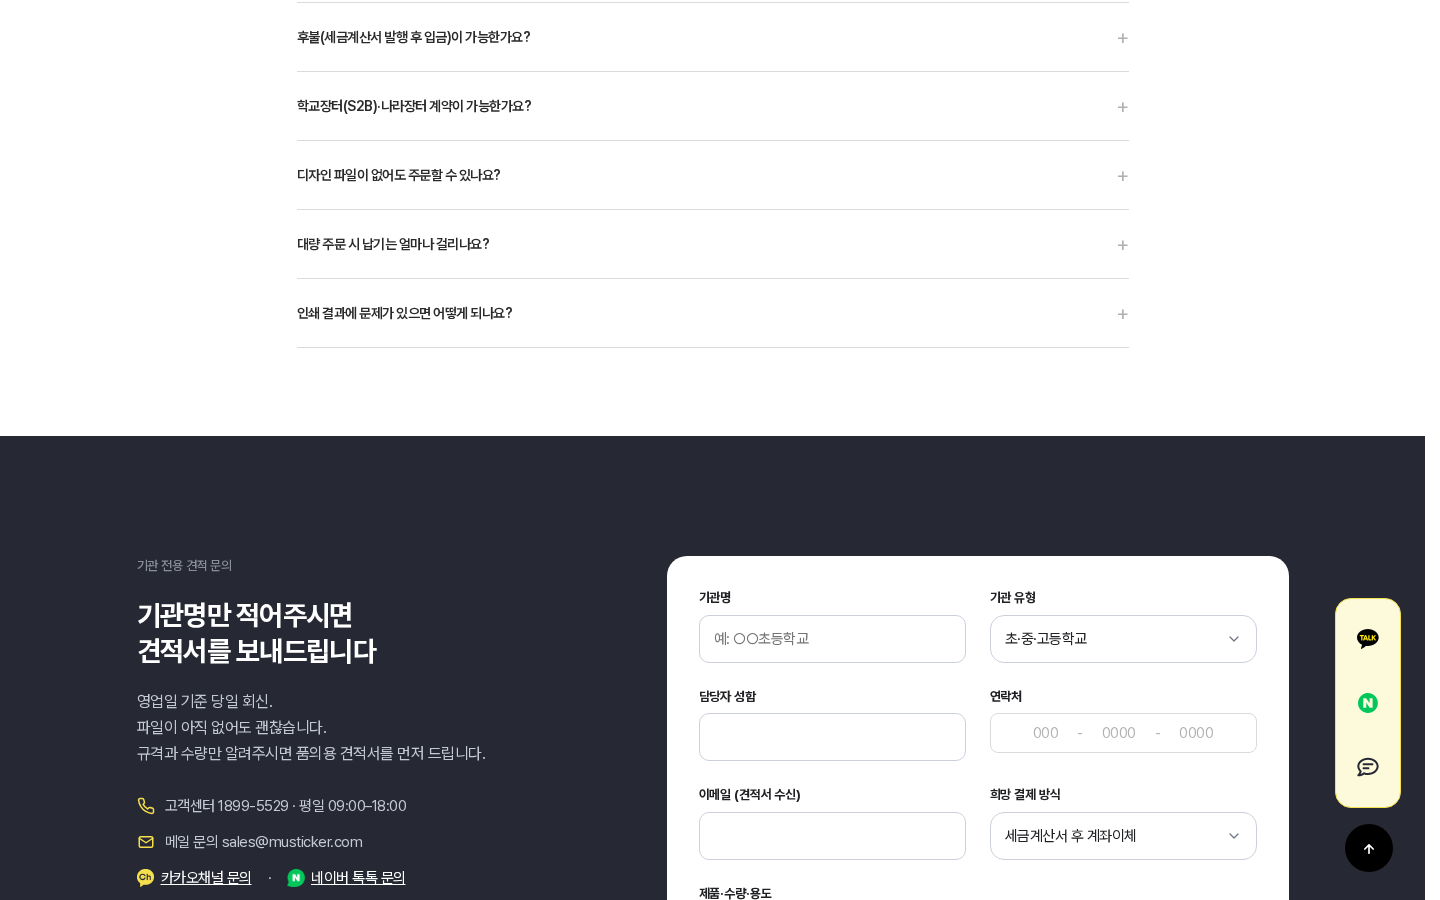 후불(세금계산서 발행 후 입금)이 가능한가요?
학교장터(S2B)·나라장터 계약이 가능한가요?
디자인 파일이 없어도 주문할 수 있나요?
대량 주문 시 납기는 얼마나 걸리나요?
인쇄 결과에 문제가 있으면 어떻게 되나요?
기관 전용 견적 문의
기관명만 적어주시면
견적서를 보내드립니다
영업일 기준 당일 회신.
파일이 아직 없어도 괜찮습니다.
규격과 수량만 알려주시면 품의용 견적서를 먼저 드립니다.
고객센터 1899-5529 · 평일 09:00–18:00
메일 문의 sales@musticker.com
Ch 카카오채널 문의 · N 네이버 톡톡 문의
기관명
예: ○○초등학교
기관 유형
초·중·고등학교
담당자 성함
연락처
000 - 0000 - 0000
이메일 (견적서 수신)
희망 결제 방식
세금계산서 후 계좌이체
제품·수량·용도
TALK
N